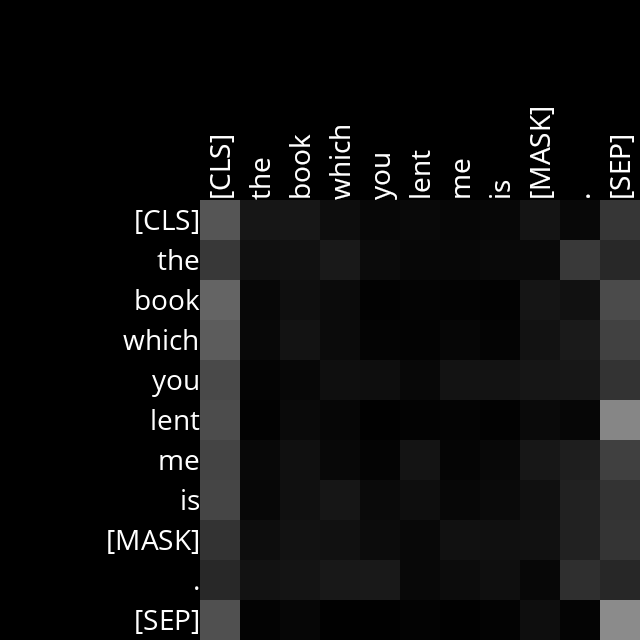 [CLS] the book which you lent me is [MASK] . [SEP]
[CLS]
the
book
which
you
lent
me
is
[MASK]
.
[SEP]